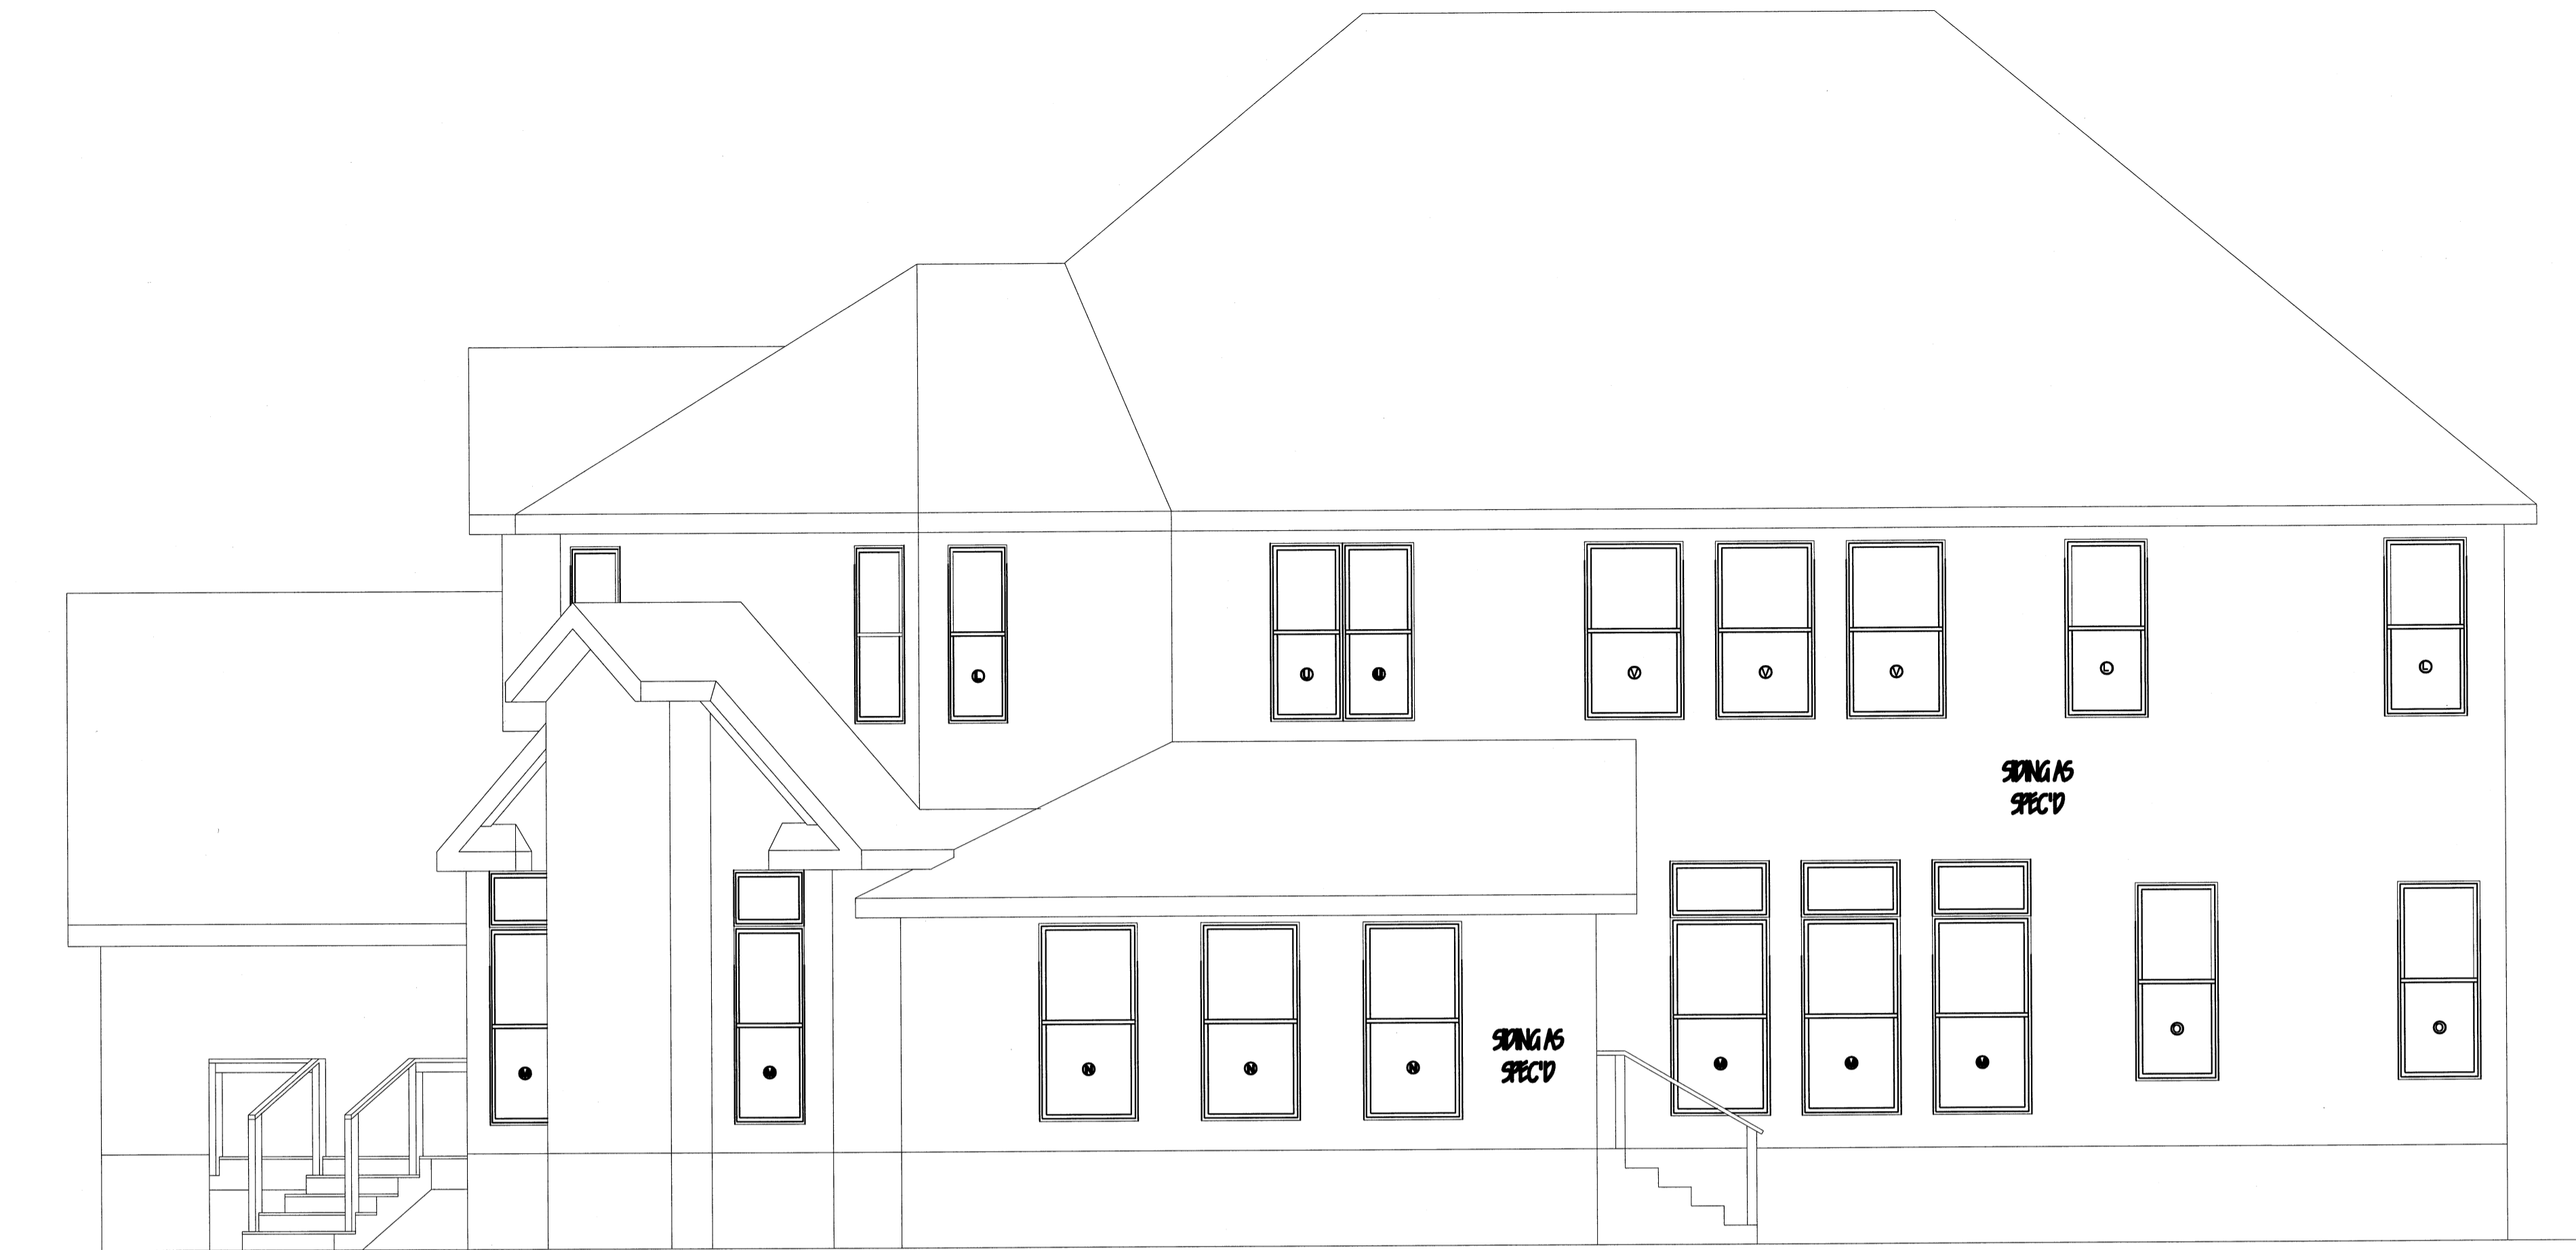 L
U U
V V V
L
L
SIDING AS
SPEC'D
N N N
SIDING AS
SPEC'D
O
O